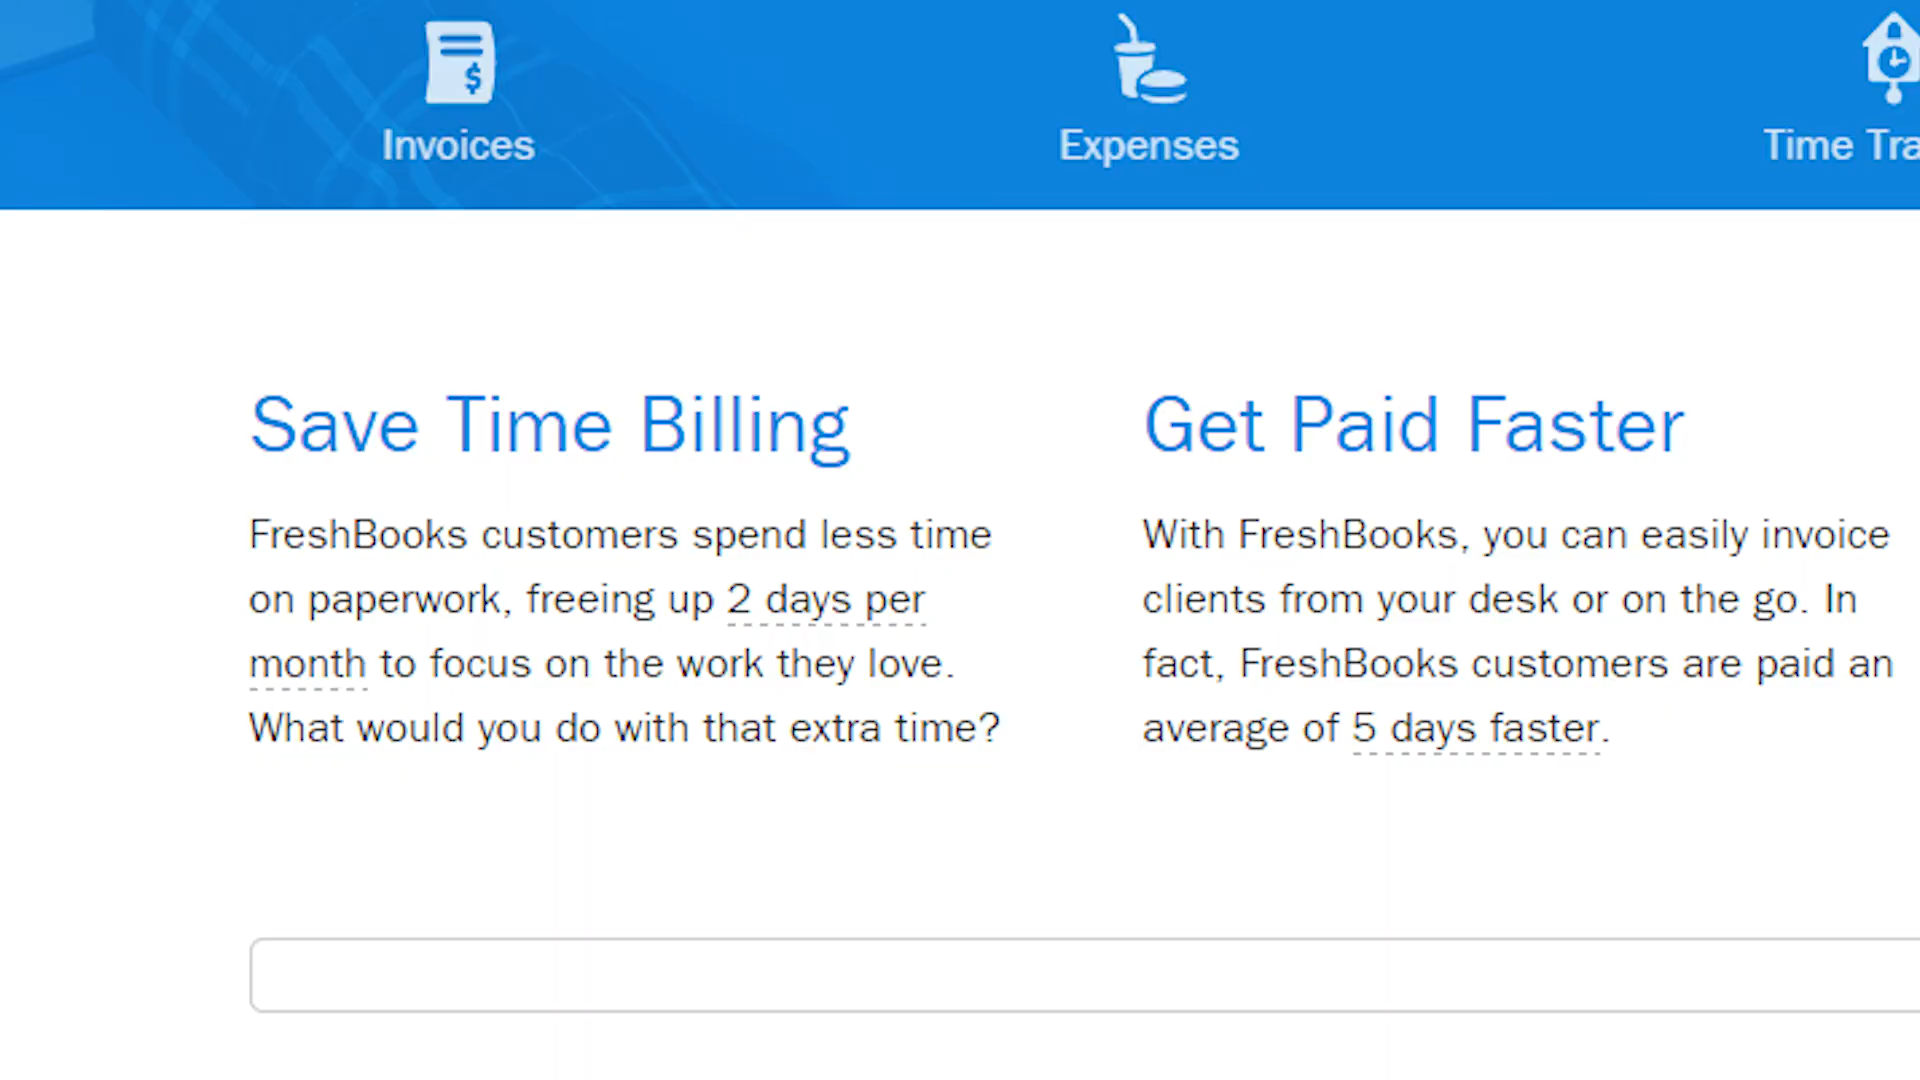 Invoices
Expenses
Time Tra
Save Time Billing
FreshBooks customers spend less time
on paperwork, freeing up 2 days per
month to focus on the work they love.
What would you do with that extra time?
Get Paid Faster
With FreshBooks, you can easily invoice
clients from your desk or on the go. In
fact, FreshBooks customers are paid an
average of 5 days faster.